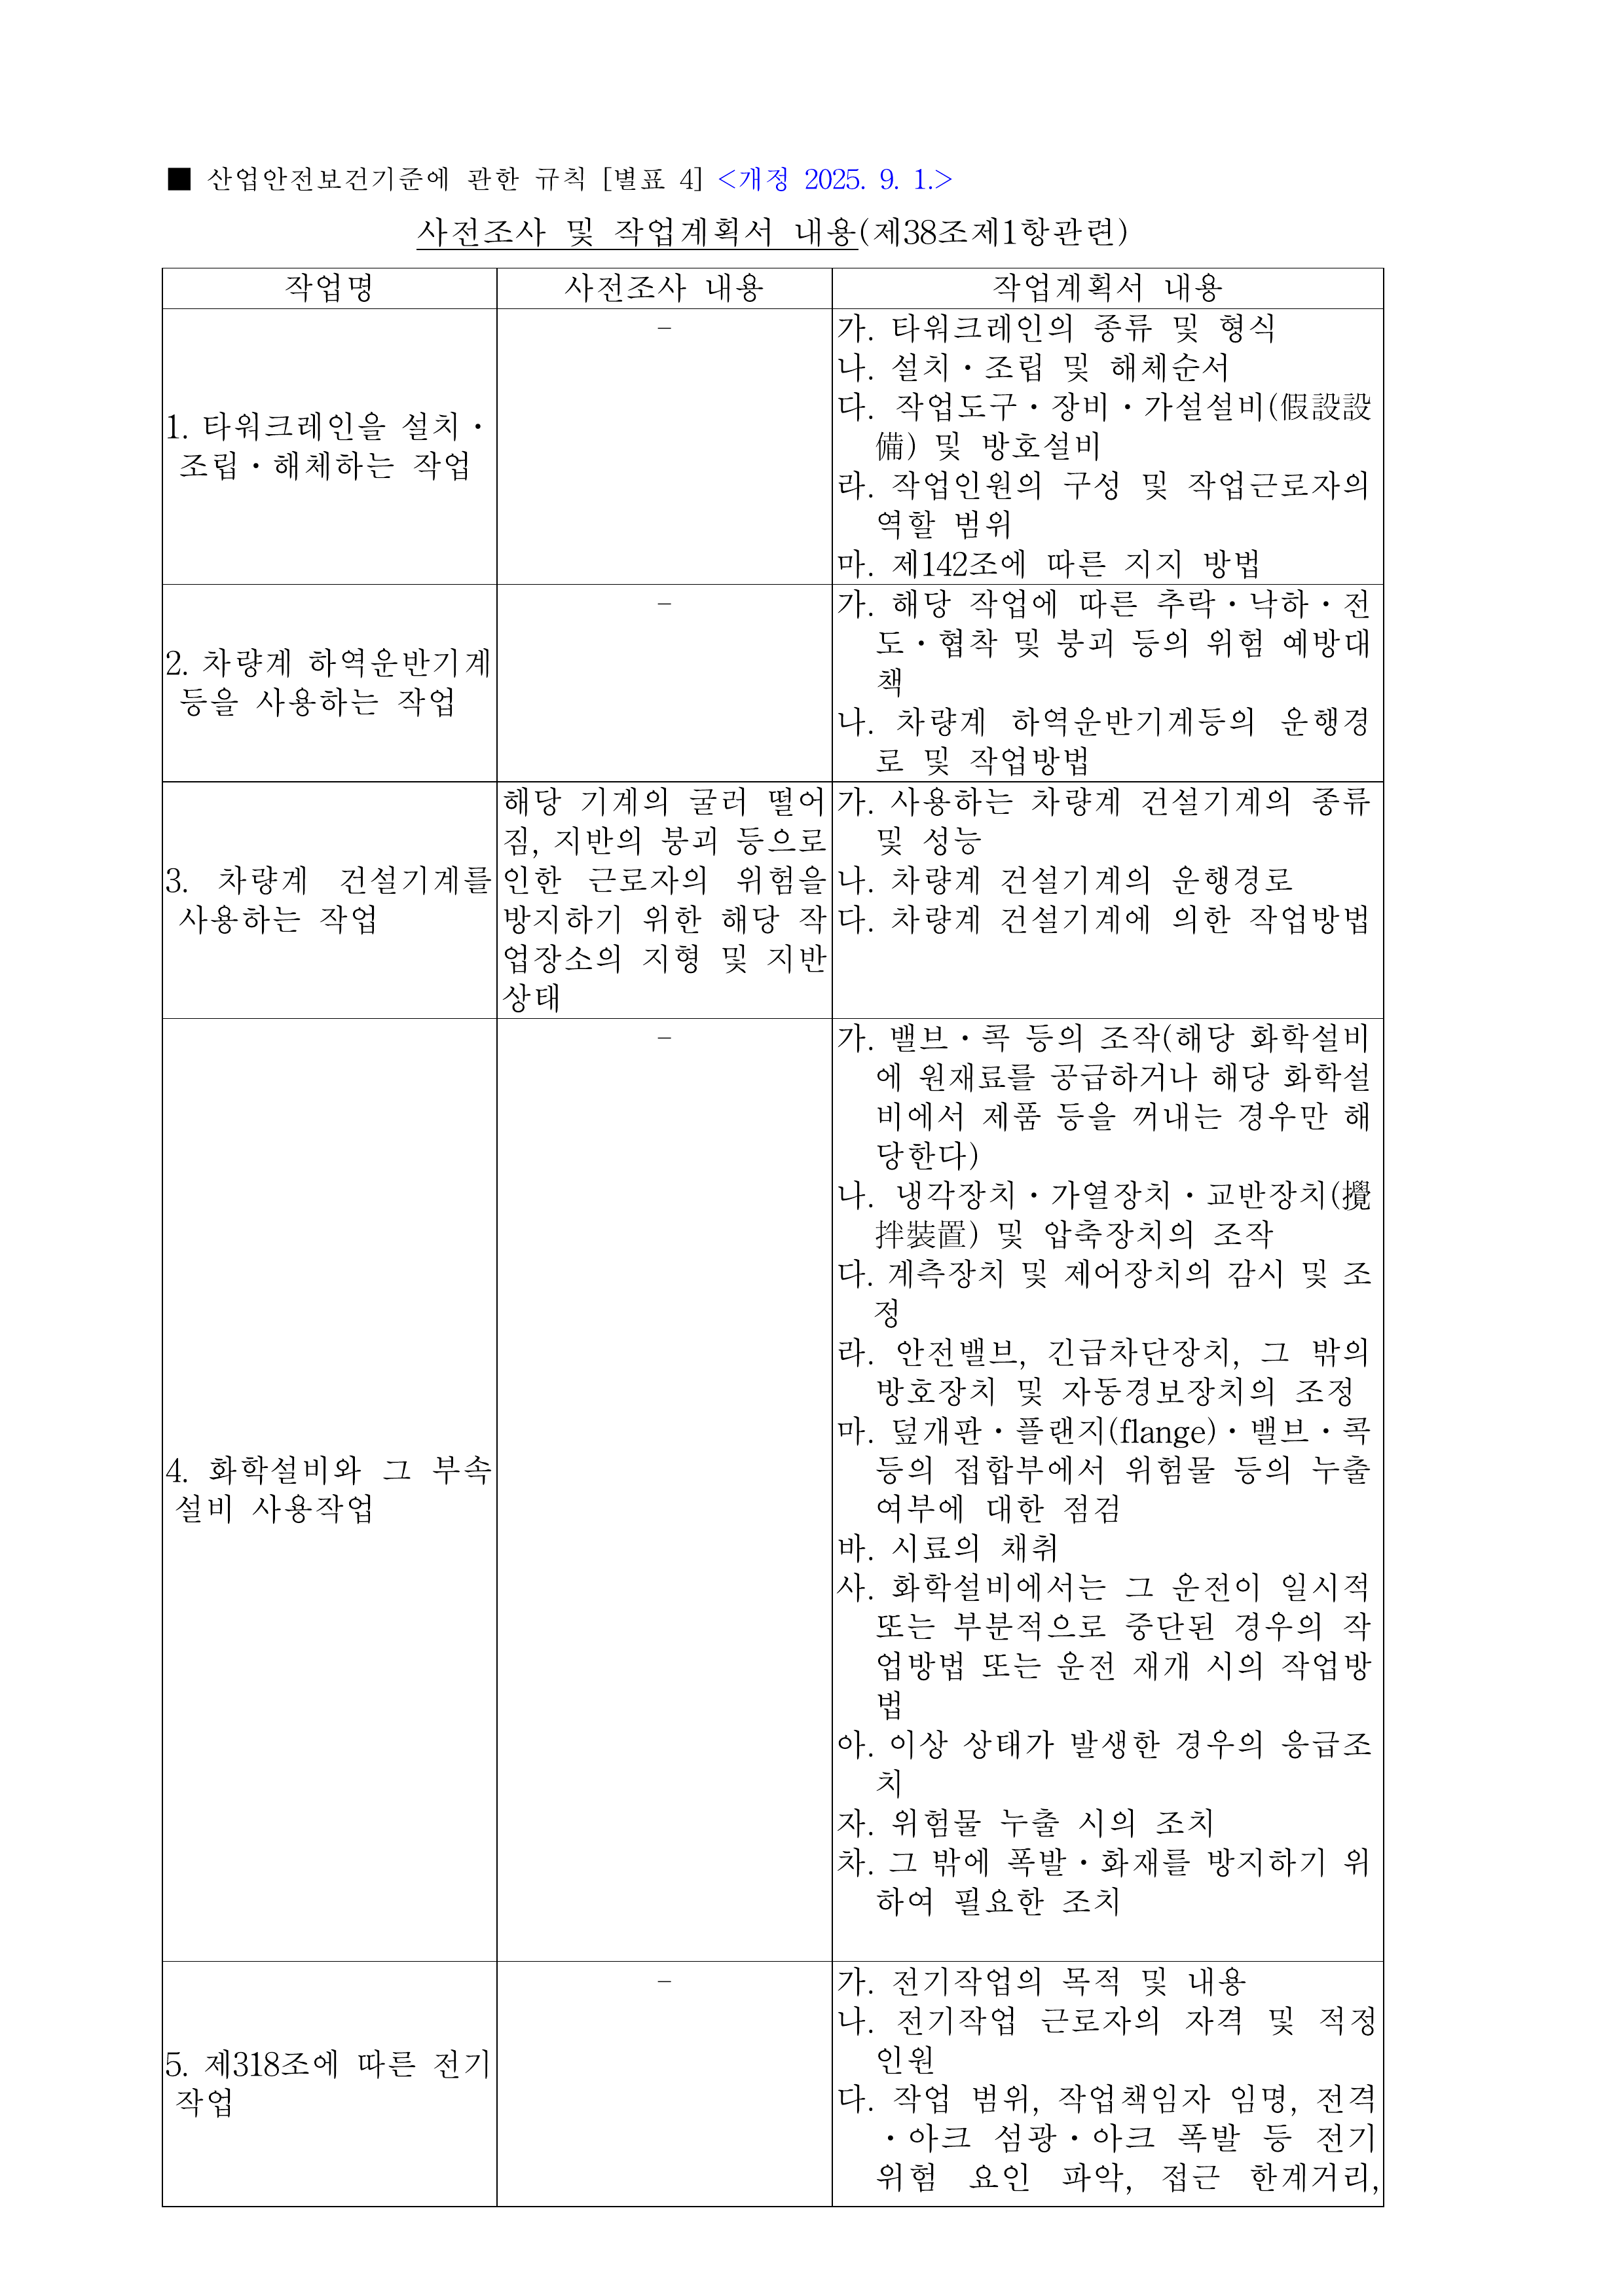 ■ 산업안전보건기준에 관한 규칙 [별표 4] <개정 2025. 9. 1.>
사전조사 및 작업계획서 내용(제38조제1항관련)
작업명
사전조사 내용
작업계획서 내용
1. 타워크레인을 설치ㆍ
조립ㆍ해체하는 작업
-
가. 타워크레인의 종류 및 형식
나. 설치ㆍ조립 및 해체순서
다. 작업도구ㆍ장비ㆍ가설설비(假設設
備) 및 방호설비
라. 작업인원의 구성 및 작업근로자의
역할 범위
마. 제142조에 따른 지지 방법
2. 차량계 하역운반기계
등을 사용하는 작업
-
가. 해당 작업에 따른 추락ㆍ낙하ㆍ전
도ㆍ협착 및 붕괴 등의 위험 예방대
책
나. 차량계 하역운반기계등의 운행경
로 및 작업방법
3. 차량계 건설기계를
사용하는 작업
해당 기계의 굴러 떨어
짐, 지반의 붕괴 등으로
인한 근로자의 위험을
방지하기 위한 해당 작
업장소의 지형 및 지반
상태
가. 사용하는 차량계 건설기계의 종류
및 성능
나. 차량계 건설기계의 운행경로
다. 차량계 건설기계에 의한 작업방법
4. 화학설비와 그 부속
설비 사용작업
-
가. 밸브ㆍ콕 등의 조작(해당 화학설비
에 원재료를 공급하거나 해당 화학설
비에서 제품 등을 꺼내는 경우만 해
당한다)
나. 냉각장치ㆍ가열장치ㆍ교반장치(攪
拌裝置) 및 압축장치의 조작
다. 계측장치 및 제어장치의 감시 및 조
정
라. 안전밸브, 긴급차단장치, 그 밖의
방호장치 및 자동경보장치의 조정
마. 덮개판ㆍ플랜지(flange)ㆍ밸브ㆍ콕
등의 접합부에서 위험물 등의 누출
여부에 대한 점검
바. 시료의 채취
사. 화학설비에서는 그 운전이 일시적
또는 부분적으로 중단된 경우의 작
업방법 또는 운전 재개 시의 작업방
법
아. 이상 상태가 발생한 경우의 응급조
치
자. 위험물 누출 시의 조치
차. 그 밖에 폭발ㆍ화재를 방지하기 위
하여 필요한 조치
5. 제318조에 따른 전기
작업
-
가. 전기작업의 목적 및 내용
나. 전기작업 근로자의 자격 및 적정
인원
다. 작업 범위, 작업책임자 임명, 전격
ㆍ아크 섬광ㆍ아크 폭발 등 전기
위험 요인 파악, 접근 한계거리,